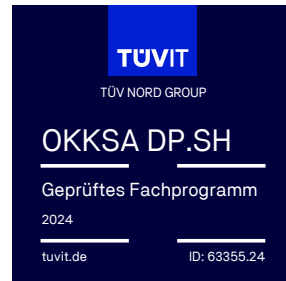 TÜVIT
TÜV NORD GROUP
OKKSA DP.SH
Geprüftes Fachprogramm
2024
tuvit.de ID: 63355.24